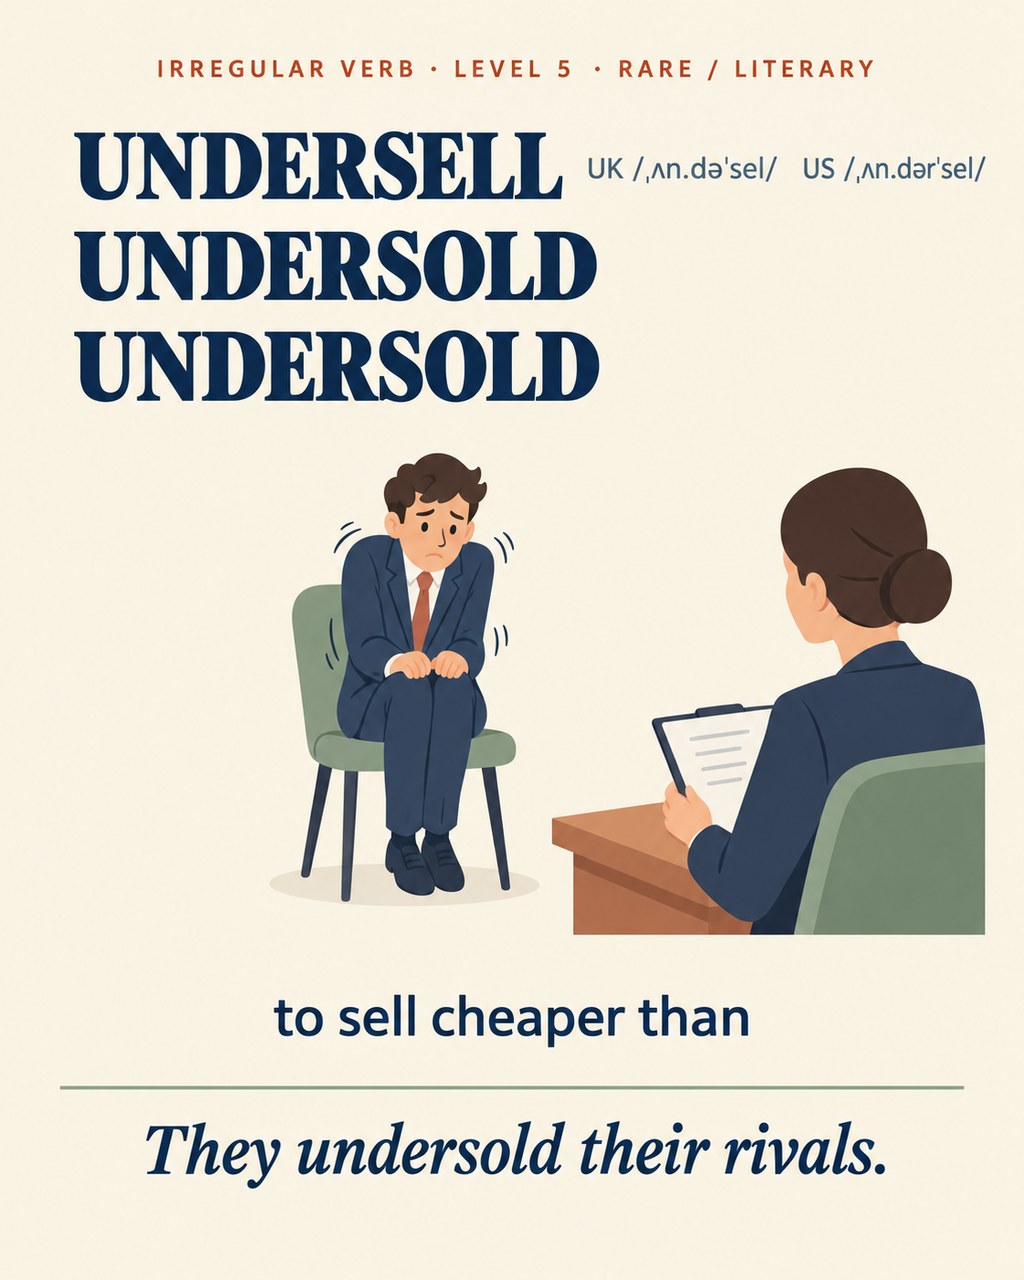 IRREGULAR VERB · LEVEL 5 · RARE / LITERARY
UNDERSELL UK /ˌʌn.dəˈsel/ US /ˌʌn.dərˈsel/
UNDERSOLD
UNDERSOLD
to sell cheaper than
They undersold their rivals.